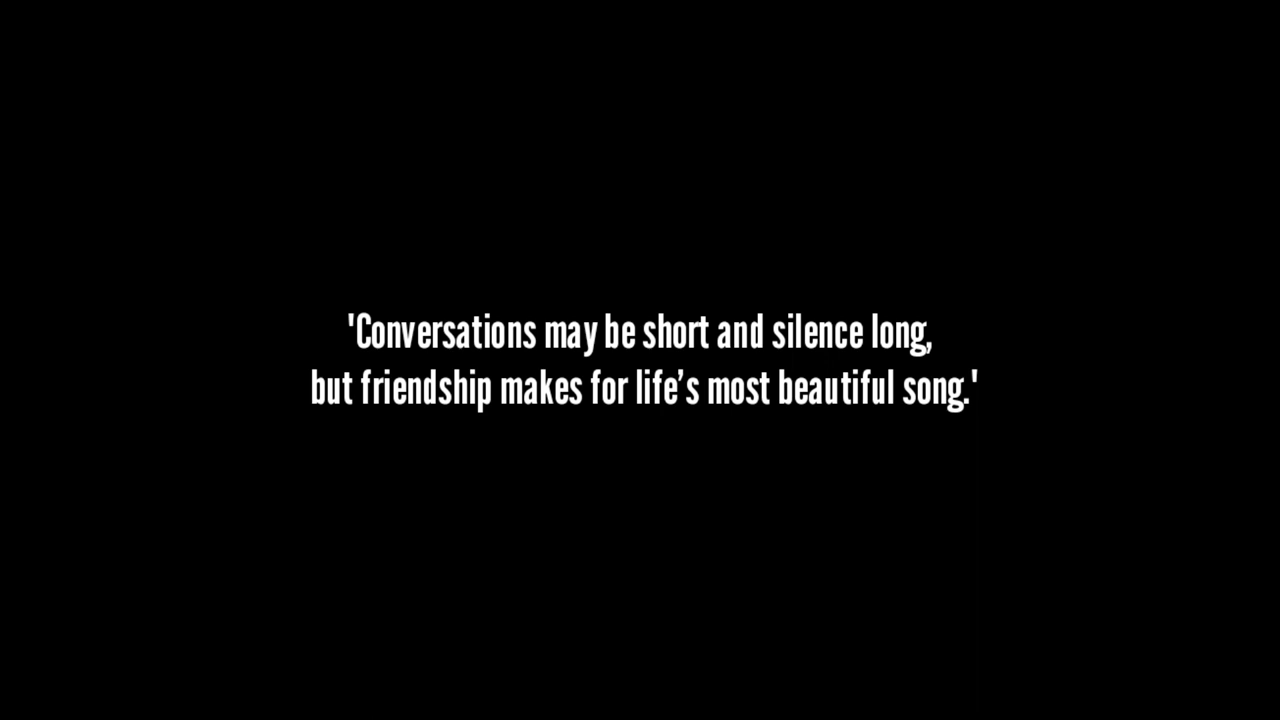 'Conversations may be short and silence long,
but friendship makes for life’s most beautiful song.'